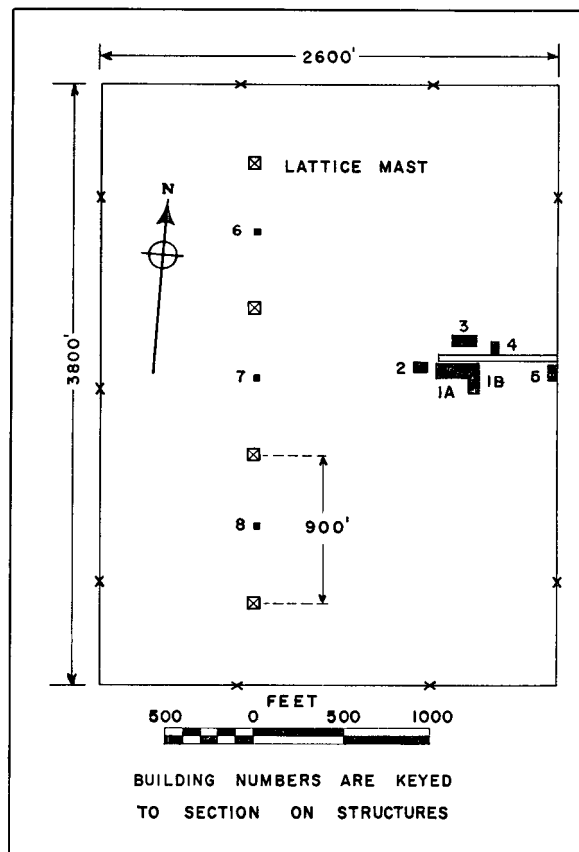 2600'
LATTICE MAST
N
6
3800'
3
4
2
7
1A
1B
5
900'
8
FEET
500 0 500 1000
BUILDING NUMBERS ARE KEYED
TO SECTION ON STRUCTURES